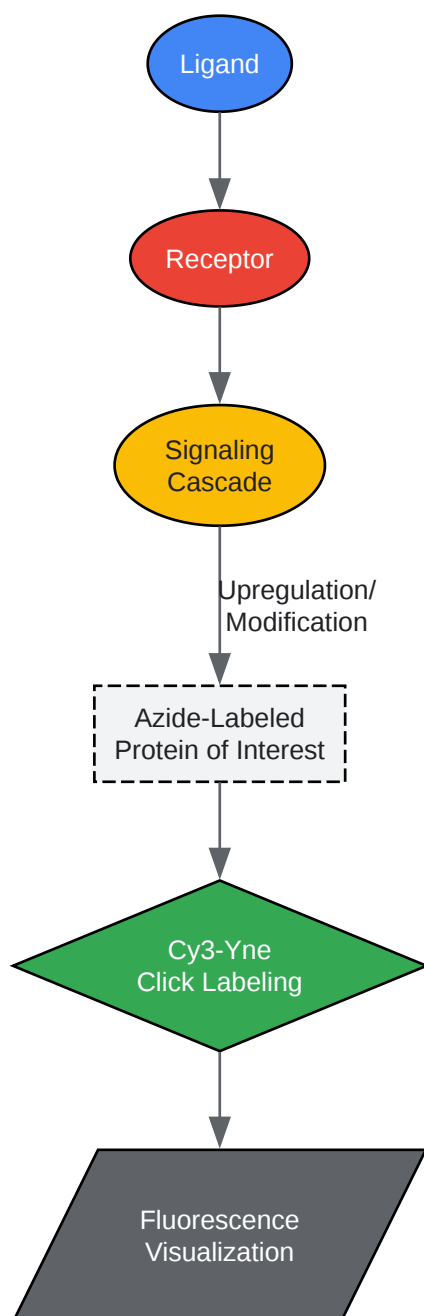 Ligand
Receptor
Signaling
Cascade
Upregulation/
Modification
Azide-Labeled
Protein of Interest
Cy3-Yne
Click Labeling
Fluorescence
Visualization